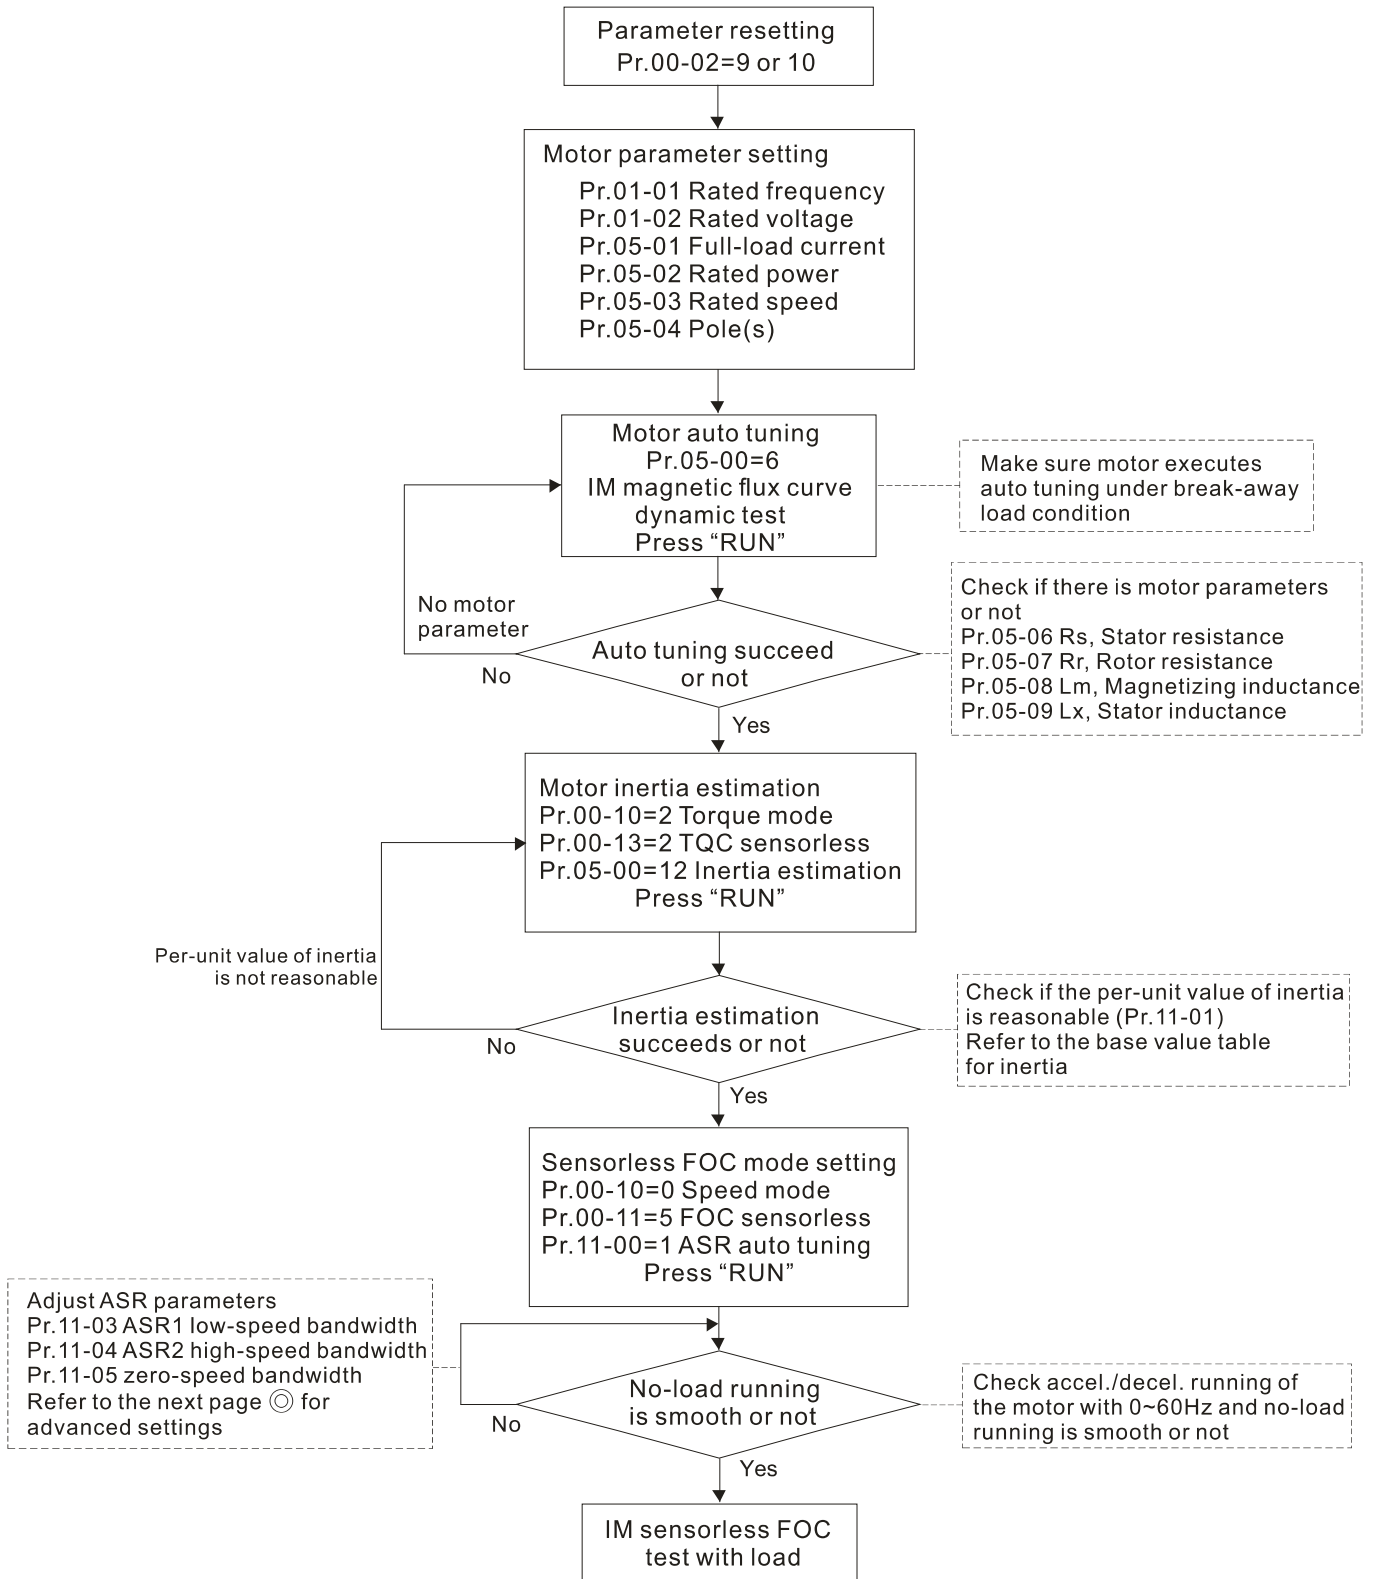 Parameter resetting
Pr.00-02=9 or 10
Motor parameter setting
Pr.01-01 Rated frequency
Pr.01-02 Rated voltage
Pr.05-01 Full-load current
Pr.05-02 Rated power
Pr.05-03 Rated speed
Pr.05-04 Pole(s)
Motor auto tuning
Pr.05-00=6
IM magnetic flux curve
dynamic test
Press “RUN”
Make sure motor executes
auto tuning under break-away
load condition
No motor
parameter
No
Auto tuning succeed
or not
Yes
Check if there is motor parameters
or not
Pr.05-06 Rs, Stator resistance
Pr.05-07 Rr, Rotor resistance
Pr.05-08 Lm, Magnetizing inductance
Pr.05-09 Lx, Stator inductance
Motor inertia estimation
Pr.00-10=2 Torque mode
Pr.00-13=2 TQC sensorless
Pr.05-00=12 Inertia estimation
Press “RUN”
Per-unit value of inertia
is not reasonable
No
Inertia estimation
succeeds or not
Yes
Check if the per-unit value of inertia
is reasonable (Pr.11-01)
Refer to the base value table
for inertia
Sensorless FOC mode setting
Pr.00-10=0 Speed mode
Pr.00-11=5 FOC sensorless
Pr.11-00=1 ASR auto tuning
Press “RUN”
Adjust ASR parameters
Pr.11-03 ASR1 low-speed bandwidth
Pr.11-04 ASR2 high-speed bandwidth
Pr.11-05 zero-speed bandwidth
Refer to the next page ◎ for
advanced settings
No
No-load running
is smooth or not
Yes
Check accel./decel. running of
the motor with 0~60Hz and no-load
running is smooth or not
IM sensorless FOC
test with load